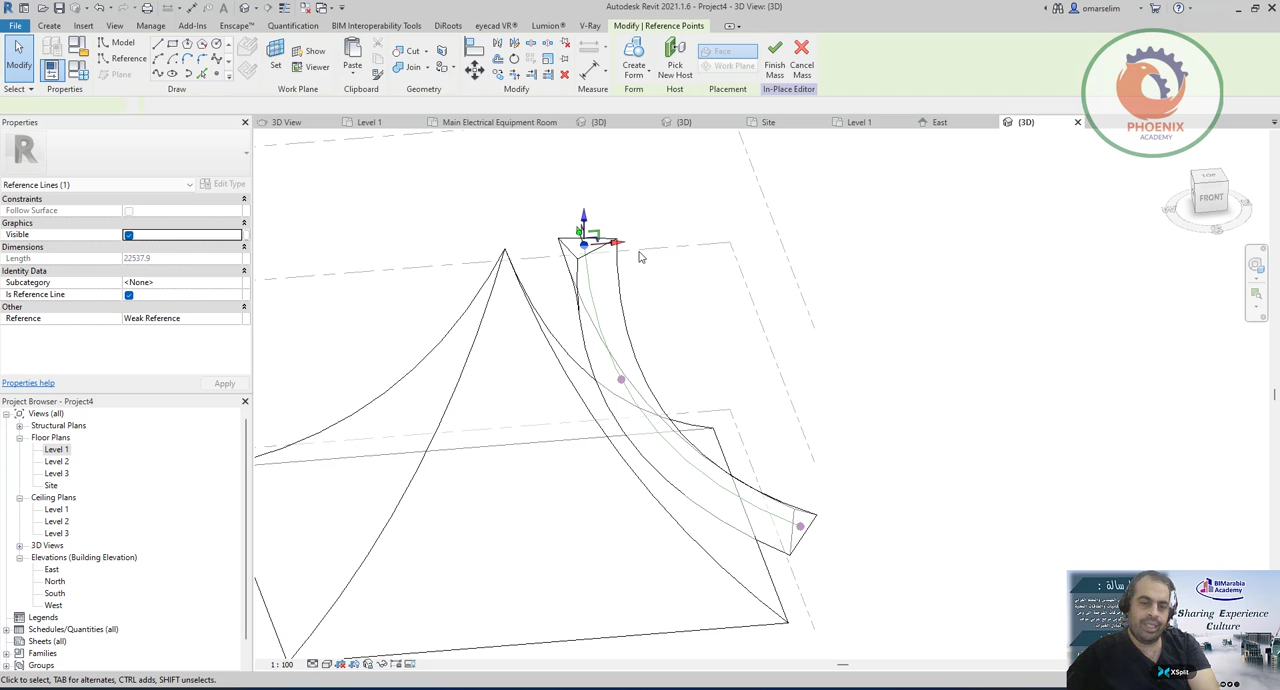 Autodesk Revit 2021.1.6 - Project4 - 3D View: {3D}
omarselim
File
Create
Insert
View
Manage
Add-Ins
Enscape™
Quantification
BIM Interoperability Tools
DiRoots
eyecad VR®
Lumion®
V-Ray
Modify | Reference Points
Modify
Model
Reference
Plane
Set
Show
Viewer
Paste
Cut
Join
Create Form
Pick New Host
Face
Work Plane
Finish Mass
Cancel Mass
Select
Properties
Draw
Work Plane
Clipboard
Geometry
Modify
Measure
Form
Host
Placement
In-Place Editor
PHOENIX
ACADEMY
Properties
3D View
Level 1
Main Electrical Equipment Room
{3D}
{3D}
Site
Level 1
East
{3D}
Reference Lines (1)
Edit Type
Constraints
Follow Surface
Graphics
Visible
Dimensions
Length 22537.9
Identity Data
Subcategory <None>
Is Reference Line
Other
Reference Weak Reference
Properties help
Apply
TOP
FRONT
Project Browser - Project4
Views (all)
Structural Plans
Floor Plans
Level 1
Level 2
Level 3
Site
Ceiling Plans
Level 1
Level 2
Level 3
3D Views
Elevations (Building Elevation)
East
North
South
West
Legends
Schedules/Quantities (all)
Sheets (all)
Families
Groups
1 : 100
Click to select, TAB for alternates, CTRL adds, SHIFT unselects.
BIMarabia
Academy
Sharing Experience
Culture
XSplit